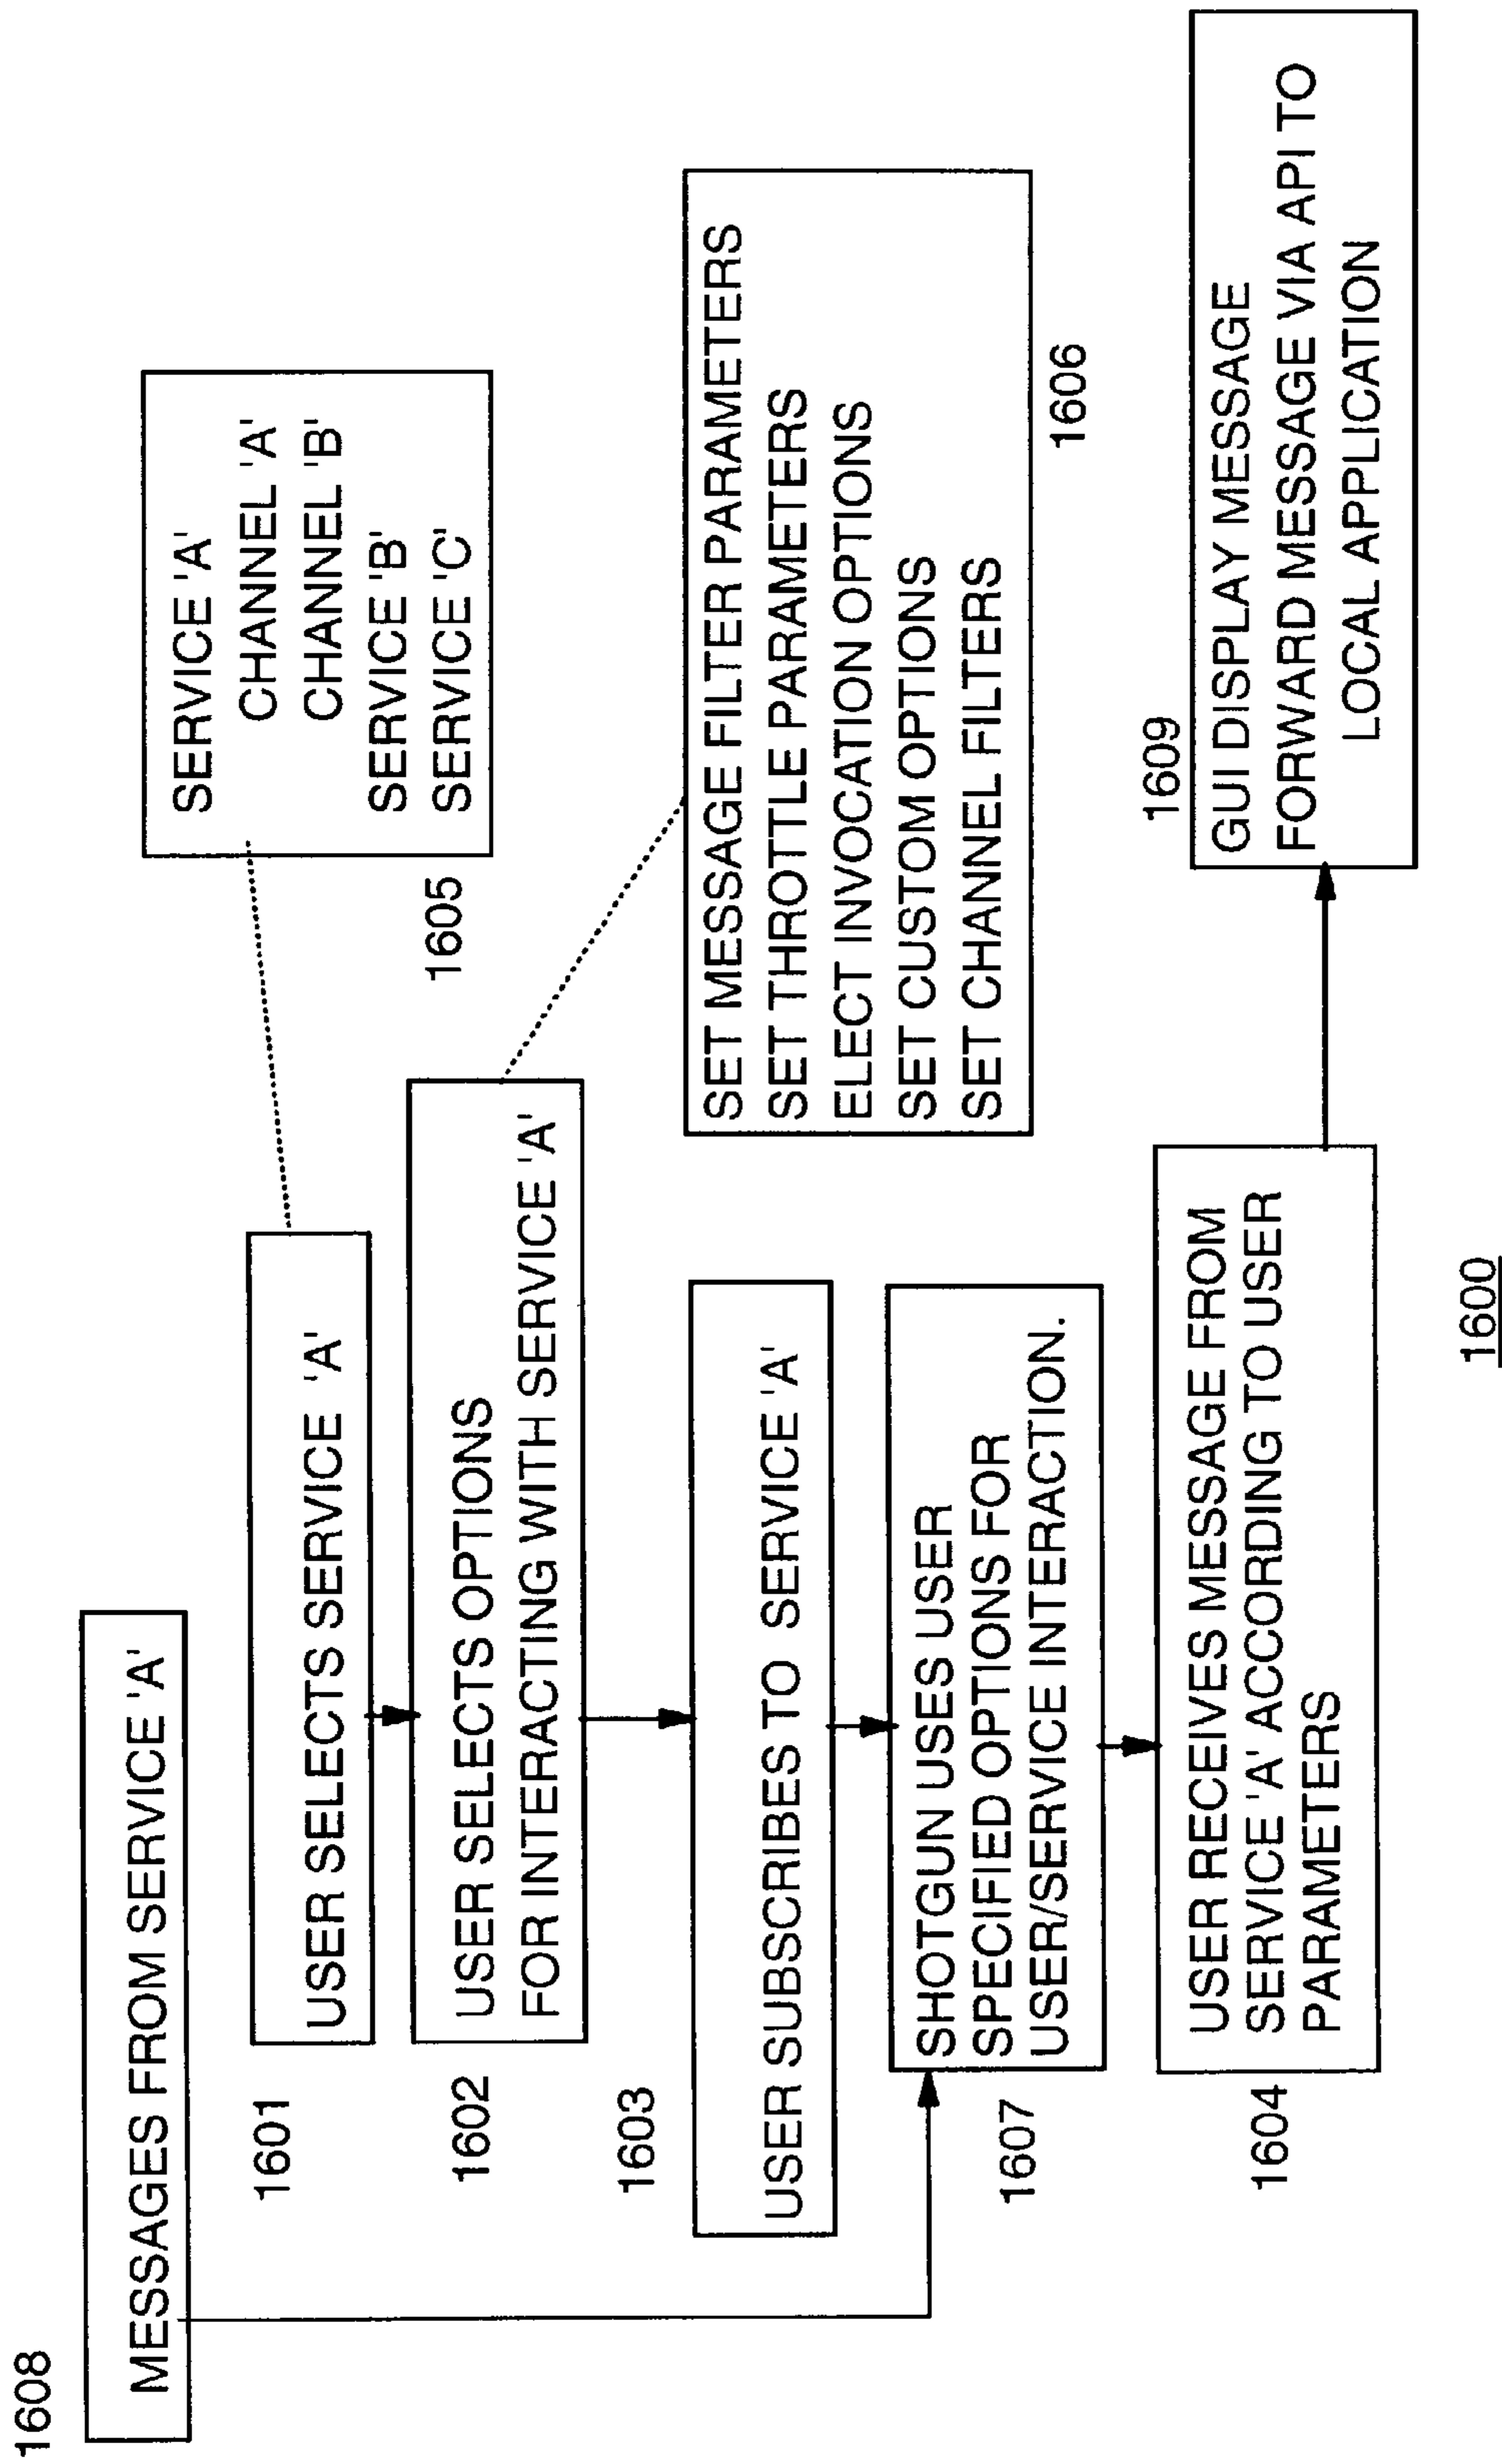 1608
MESSAGES FROM SERVICE 'A'
1601
USER SELECTS SERVICE 'A'
SERVICE 'A'
CHANNEL 'A'
CHANNEL 'B'
SERVICE 'B'
SERVICE 'C'
1605
1602
USER SELECTS OPTIONS
FOR INTERACTING WITH SERVICE 'A'
SET MESSAGE FILTER PARAMETERS
SET THROTTLE PARAMETERS
ELECT INVOCATION OPTIONS
SET CUSTOM OPTIONS
SET CHANNEL FILTERS
1606
1603
USER SUBSCRIBES TO SERVICE 'A'
1607
SHOTGUN USES USER
SPECIFIED OPTIONS FOR
USER/SERVICE INTERACTION.
1604
USER RECEIVES MESSAGE FROM
SERVICE 'A' ACCORDING TO USER
PARAMETERS
1609
GUI DISPLAY MESSAGE
FORWARD MESSAGE VIA API TO
LOCAL APPLICATION
1600